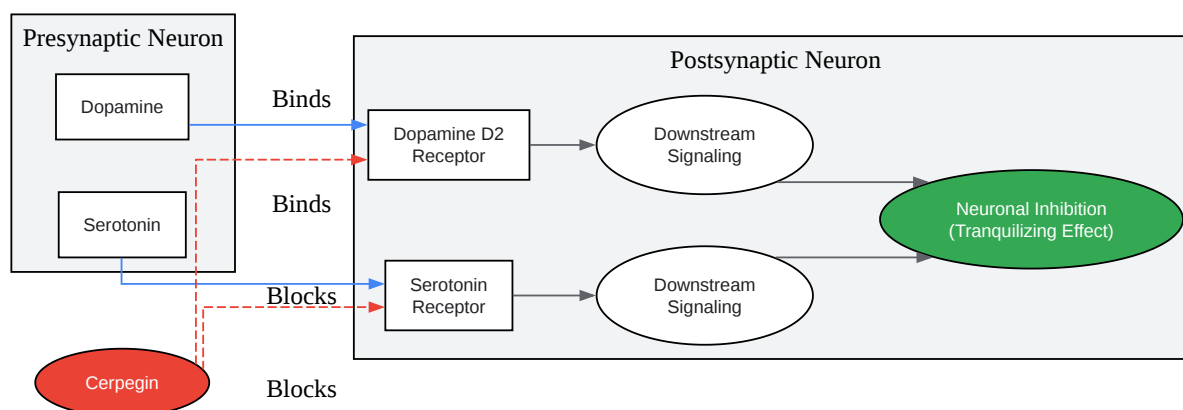 Presynaptic Neuron
Postsynaptic Neuron
Dopamine
Binds
Dopamine D2
Receptor
Downstream
Signaling
Serotonin
Binds
Neuronal Inhibition
(Tranquilizing Effect)
Blocks
Serotonin
Receptor
Downstream
Signaling
Cerpegin
Blocks